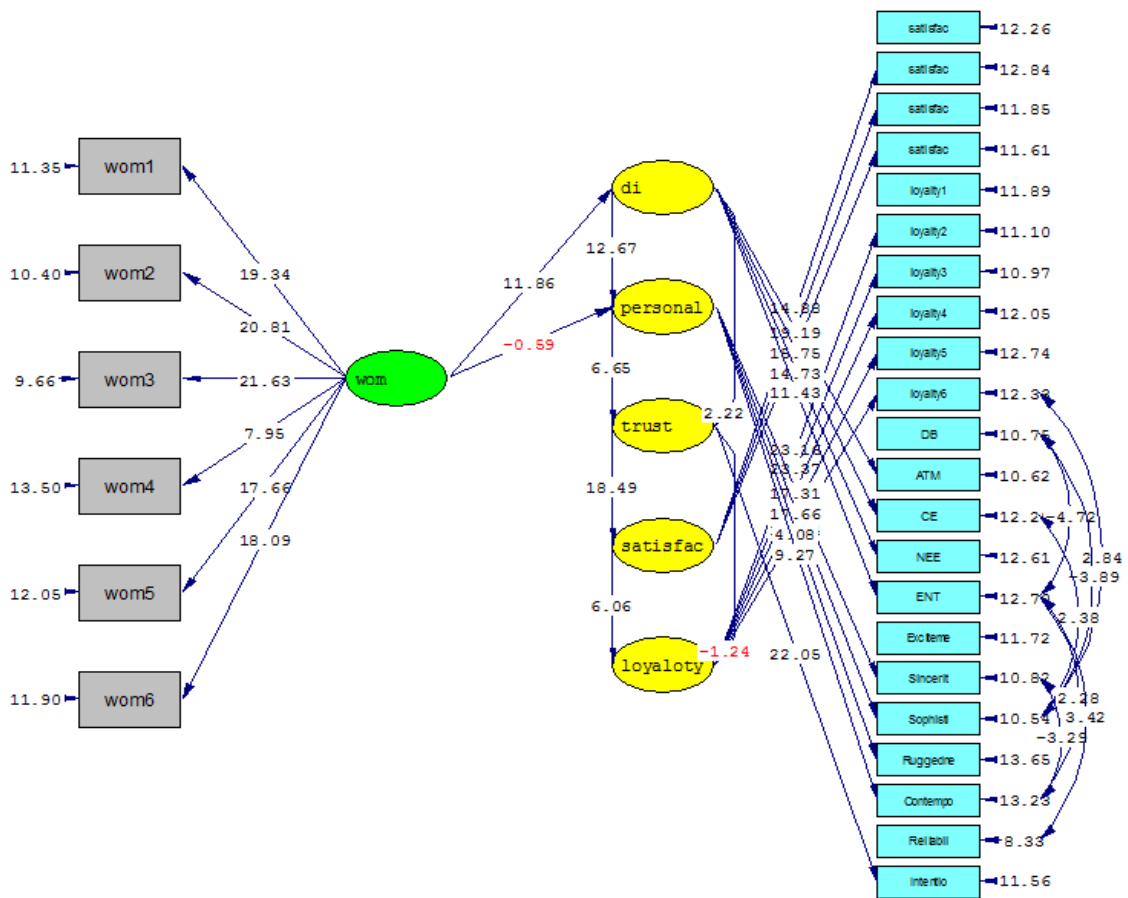 11.35
wom1
10.40
wom2
9.66
wom3
13.50
wom4
12.05
wom5
11.90
wom6
19.34
20.81
21.63
7.95
17.66
18.09
wom
11.86
-0.59
di
12.67
personal
6.65
trust
18.49
satisfac
6.06
loyaloty
2.22
-1.24
14.88
19.19
18.75
14.73
11.43
23.16
23.37
17.31
17.66
4.08
9.27
22.05
satisfac 12.26
satisfac 12.84
satisfac 11.85
satisfac 11.61
loyalty1 11.89
loyalty2 11.10
loyalty3 10.97
loyalty4 12.05
loyalty5 12.74
loyalty6 12.33
DB 10.75
ATM 10.62
CE 12.2
NEE 12.61
ENT 12.70
Exciteme 11.72
Sincerit 10.82
Sophisti 10.54
Ruggedne 13.65
Contempo 13.23
Reliabil 8.33
Intentio 11.56
-4.72
2.84
-3.89
2.38
2.28
3.42
-3.29